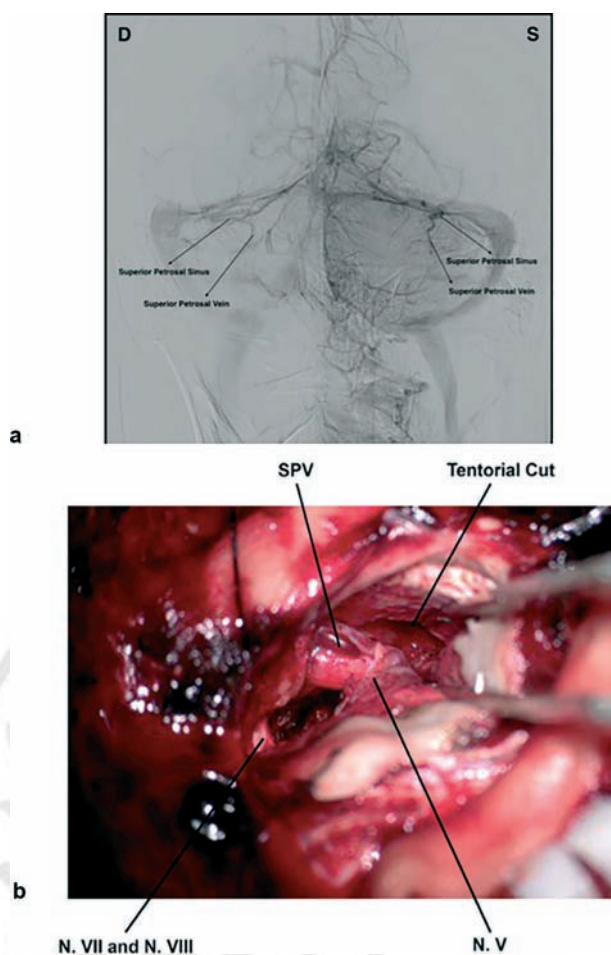 D S
Superior Petrosal Sinus
Superior Petrosal Sinus
Superior Petrosal Vein
Superior Petrosal Vein
a
SPV Tentorial Cut
b
N. VII and N. VIII N. V